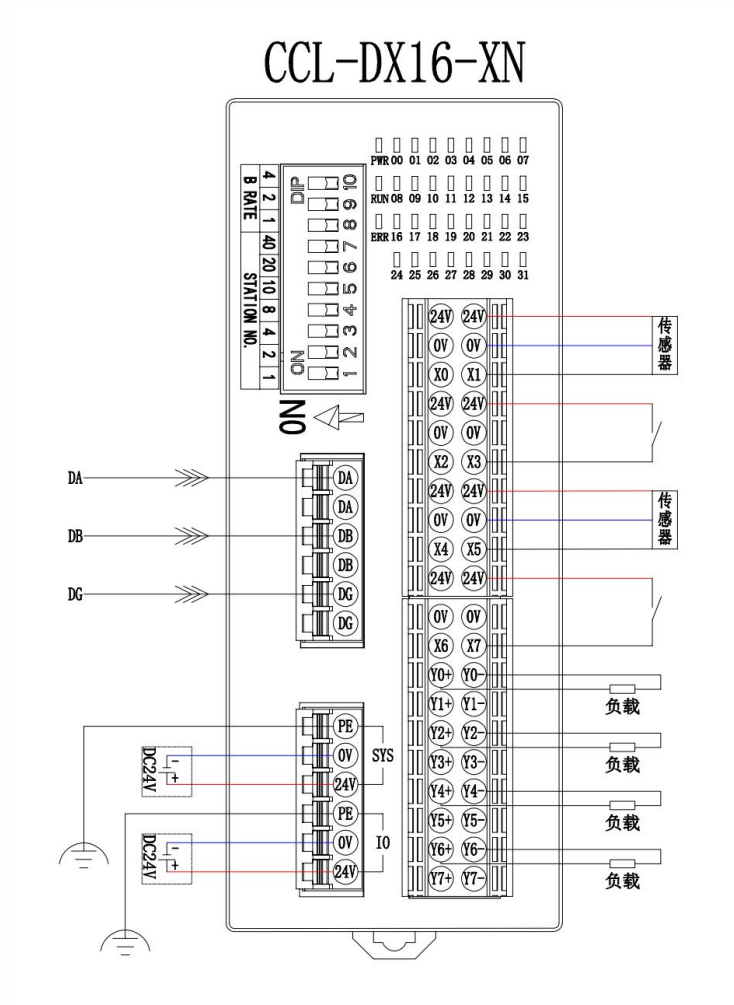 CCL-DX16-XN
PWR 00 01 02 03 04 05 06 07
RUN 08 09 10 11 12 13 14 15
ERR 16 17 18 19 20 21 22 23
24 25 26 27 28 29 30 31
B RATE
4 2 1
STATION NO.
40 20 10 8 4 2 1
DIP
ON
10 9 8 7 6 5 4 3 2 1
ON
24V 24V
0V 0V
X0 X1
24V 24V
0V 0V
X2 X3
24V 24V
0V 0V
X4 X5
24V 24V
0V 0V
X6 X7
Y0+ Y0-
Y1+ Y1-
Y2+ Y2-
Y3+ Y3-
Y4+ Y4-
Y5+ Y5-
Y6+ Y6-
Y7+ Y7-
传感器
传感器
负载
负载
负载
负载
DA DA
DA
DB DB
DB
DG DG
DG
PE
0V
24V
SYS
PE
0V
24V
IO
DC24V
- +
DC24V
- +